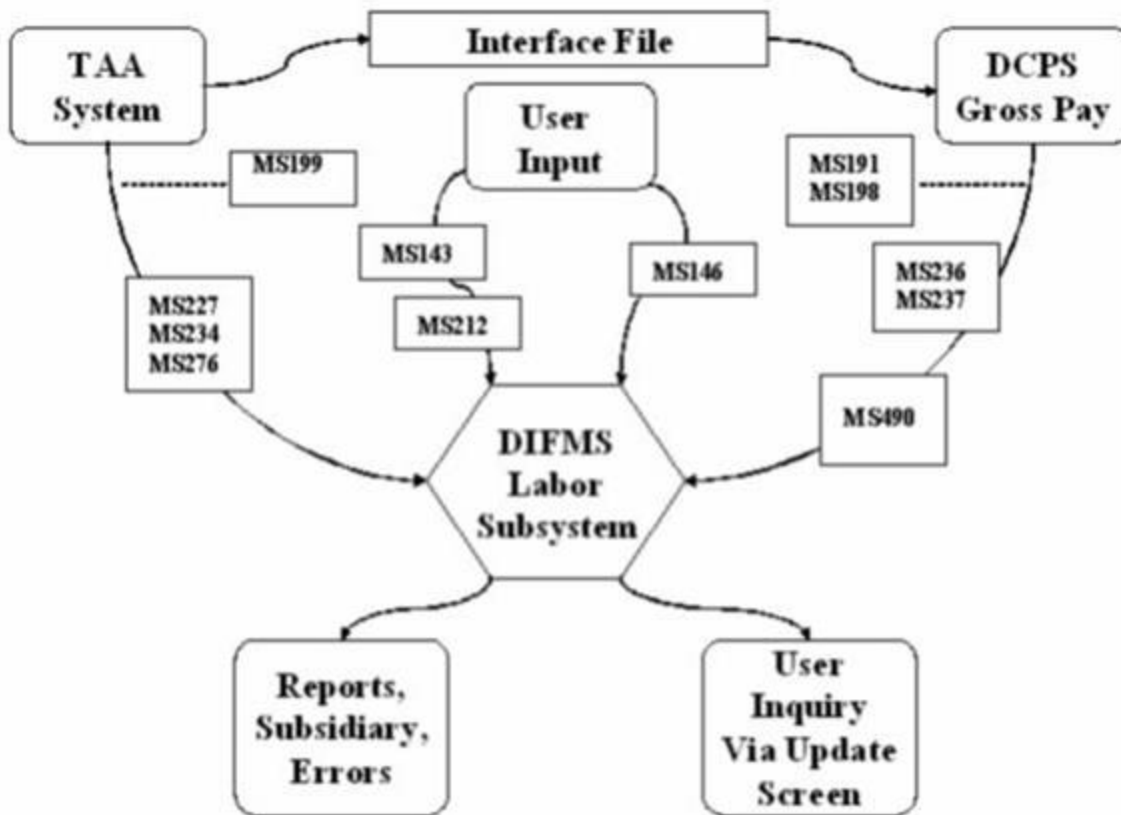 Interface File
TAA
System
DCPS
Gross Pay
User
Input
MS199
MS191
MS198
MS143
MS146
MS236
MS237
MS212
MS227
MS234
MS276
MS490
DIFMS
Labor
Subsystem
Reports,
Subsidiary,
Errors
User
Inquiry
Via Update
Screen